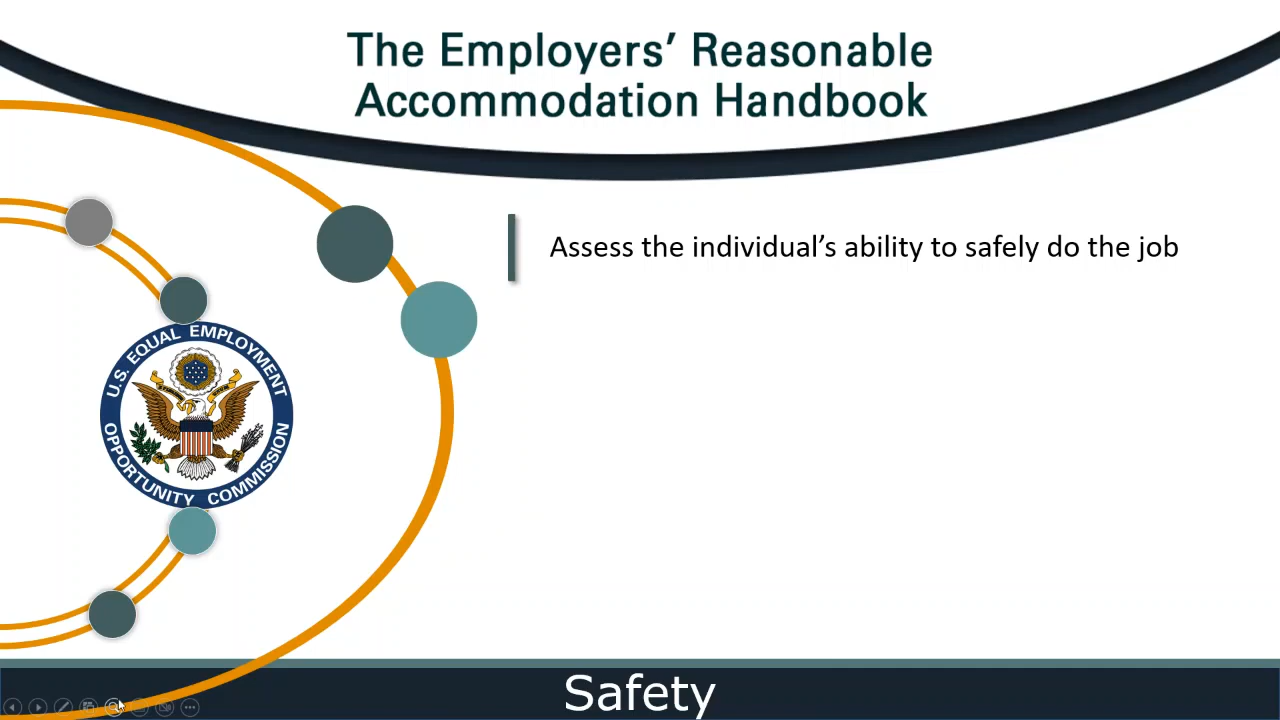 The Employers’ Reasonable
Accommodation Handbook
Assess the individual’s ability to safely do the job
U.S. EQUAL EMPLOYMENT
OPPORTUNITY COMMISSION
Safety